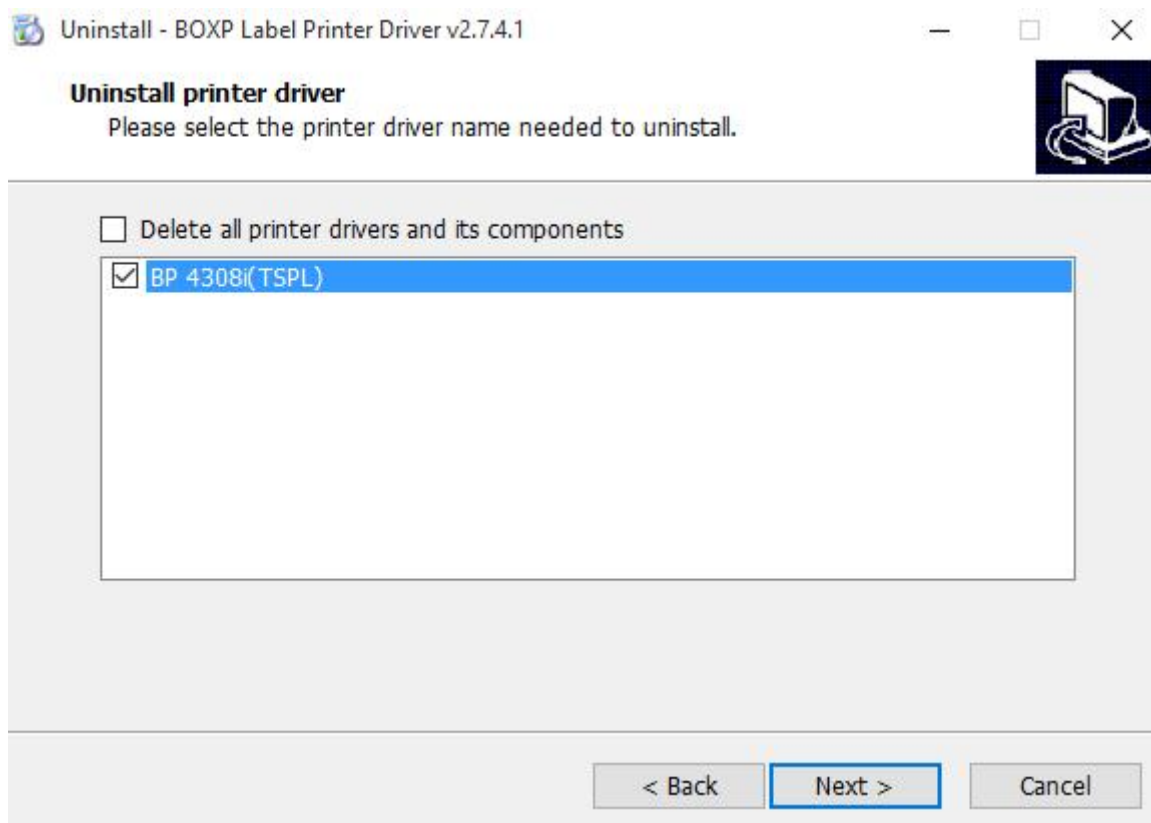 Uninstall - BOXP Label Printer Driver v2.7.4.1
Uninstall printer driver
Please select the printer driver name needed to uninstall.
Delete all printer drivers and its components
BP 4308i(TSPL)
< Back
Next >
Cancel